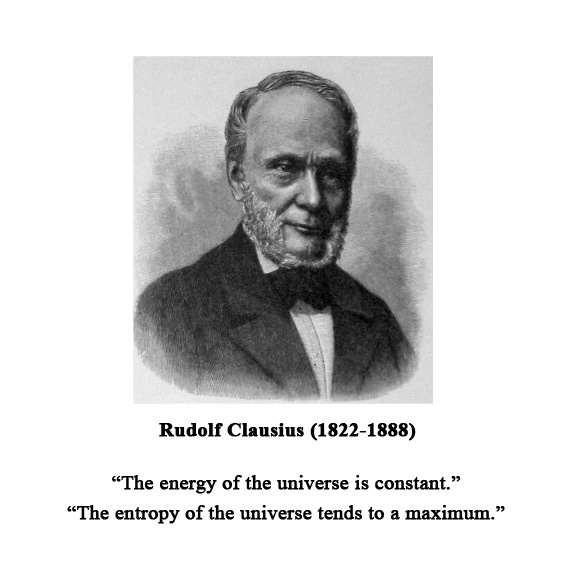 Rudolf Clausius (1822-1888)
“The energy of the universe is constant.”
“The entropy of the universe tends to a maximum.”